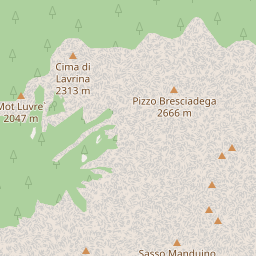 Cima di
Lavrina
2313 m
Pizzo Bresciadega
2666 m
Mot Luvre
2047 m
Sasso Manduino